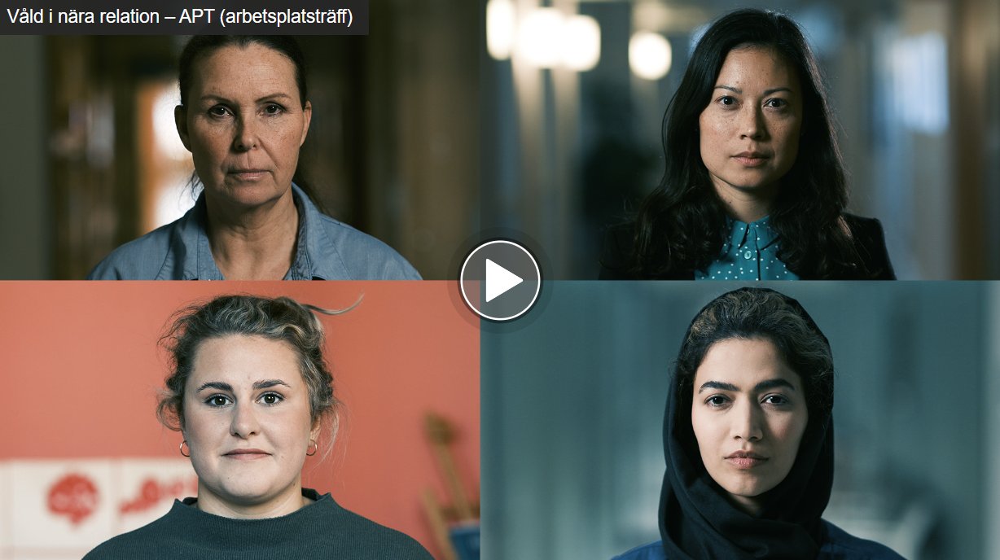 Våld i nära relation – APT (arbetsplatsträff)